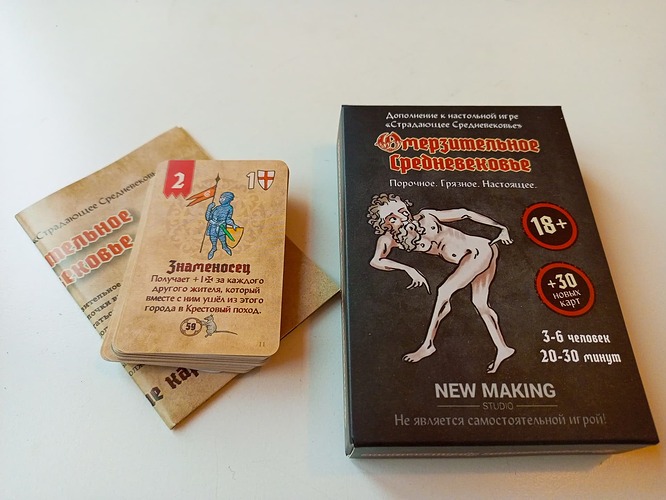 «Страдающее Средневековь
тельное
вековье
2
1
Знаменосец
Получает +1 за каждого
другого жителя, который
вместе с ним ушёл из этого
города в Крестовый поход.
59
11
Дополнение к настольной игре
«Страдающее Средневековье»
Омерзительное
Средневековье
Порочное. Грязное. Настоящее.
18+
+30
новых
карт
3-6 человек
20-30 минут
NEW MAKING
STUDIO
Не является самостоятельной игрой!